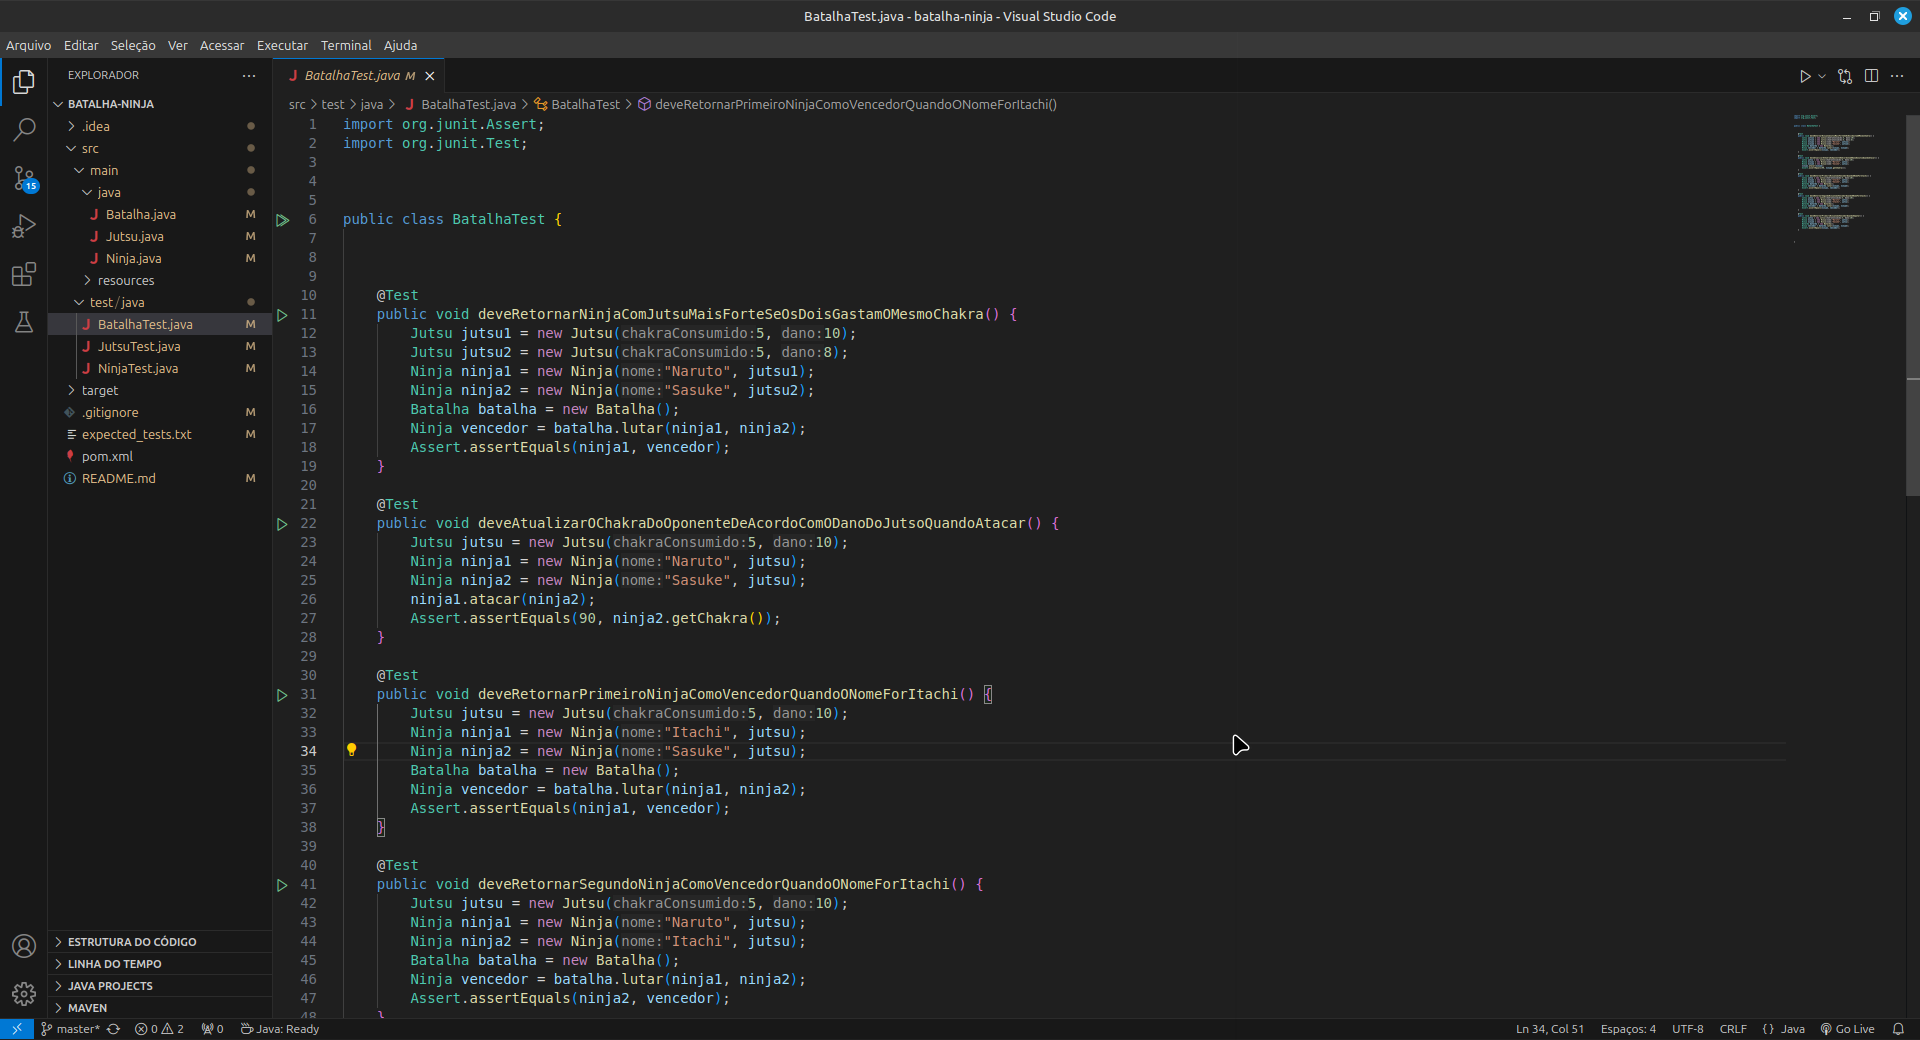 BatalhaTest.java - batalha-ninja - Visual Studio Code
Arquivo Editar Seleção Ver Acessar Executar Terminal Ajuda
EXPLORADOR
BATALHA-NINJA
.idea
src
main
java
Batalha.java M
Jutsu.java M
Ninja.java M
resources
test/java
BatalhaTest.java M
JutsuTest.java M
NinjaTest.java M
target
.gitignore M
expected_tests.txt M
pom.xml
README.md M
ESTRUTURA DO CÓDIGO
LINHA DO TEMPO
JAVA PROJECTS
MAVEN
15
J BatalhaTest.java M
src > test > java > J BatalhaTest.java > BatalhaTest > deveRetornarPrimeiroNinjaComoVencedorQuandoONomeForItachi()
1 import org.junit.Assert;
2 import org.junit.Test;
3
4
5
6 public class BatalhaTest {
7
8
9
10 @Test
11 public void deveRetornarNinjaComJutsuMaisForteSeOsDoisGastamOMesmoChakra() {
12 Jutsu jutsu1 = new Jutsu(chakraConsumido:5, dano:10);
13 Jutsu jutsu2 = new Jutsu(chakraConsumido:5, dano:8);
14 Ninja ninja1 = new Ninja(nome:"Naruto", jutsu1);
15 Ninja ninja2 = new Ninja(nome:"Sasuke", jutsu2);
16 Batalha batalha = new Batalha();
17 Ninja vencedor = batalha.lutar(ninja1, ninja2);
18 Assert.assertEquals(ninja1, vencedor);
19 }
20
21 @Test
22 public void deveAtualizarOChakraDoOponenteDeAcordoComODanoDoJutsoQuandoAtacar() {
23 Jutsu jutsu = new Jutsu(chakraConsumido:5, dano:10);
24 Ninja ninja1 = new Ninja(nome:"Naruto", jutsu);
25 Ninja ninja2 = new Ninja(nome:"Sasuke", jutsu);
26 ninja1.atacar(ninja2);
27 Assert.assertEquals(90, ninja2.getChakra());
28 }
29
30 @Test
31 public void deveRetornarPrimeiroNinjaComoVencedorQuandoONomeForItachi() {
32 Jutsu jutsu = new Jutsu(chakraConsumido:5, dano:10);
33 Ninja ninja1 = new Ninja(nome:"Itachi", jutsu);
34 Ninja ninja2 = new Ninja(nome:"Sasuke", jutsu);
35 Batalha batalha = new Batalha();
36 Ninja vencedor = batalha.lutar(ninja1, ninja2);
37 Assert.assertEquals(ninja1, vencedor);
38 }
39
40 @Test
41 public void deveRetornarSegundoNinjaComoVencedorQuandoONomeForItachi() {
42 Jutsu jutsu = new Jutsu(chakraConsumido:5, dano:10);
43 Ninja ninja1 = new Ninja(nome:"Naruto", jutsu);
44 Ninja ninja2 = new Ninja(nome:"Itachi", jutsu);
45 Batalha batalha = new Batalha();
46 Ninja vencedor = batalha.lutar(ninja1, ninja2);
47 Assert.assertEquals(ninja2, vencedor);
48 }
master* 0 2 0 Java: Ready Ln 34, Col 51 Espaços: 4 UTF-8 CRLF {} Java Go Live